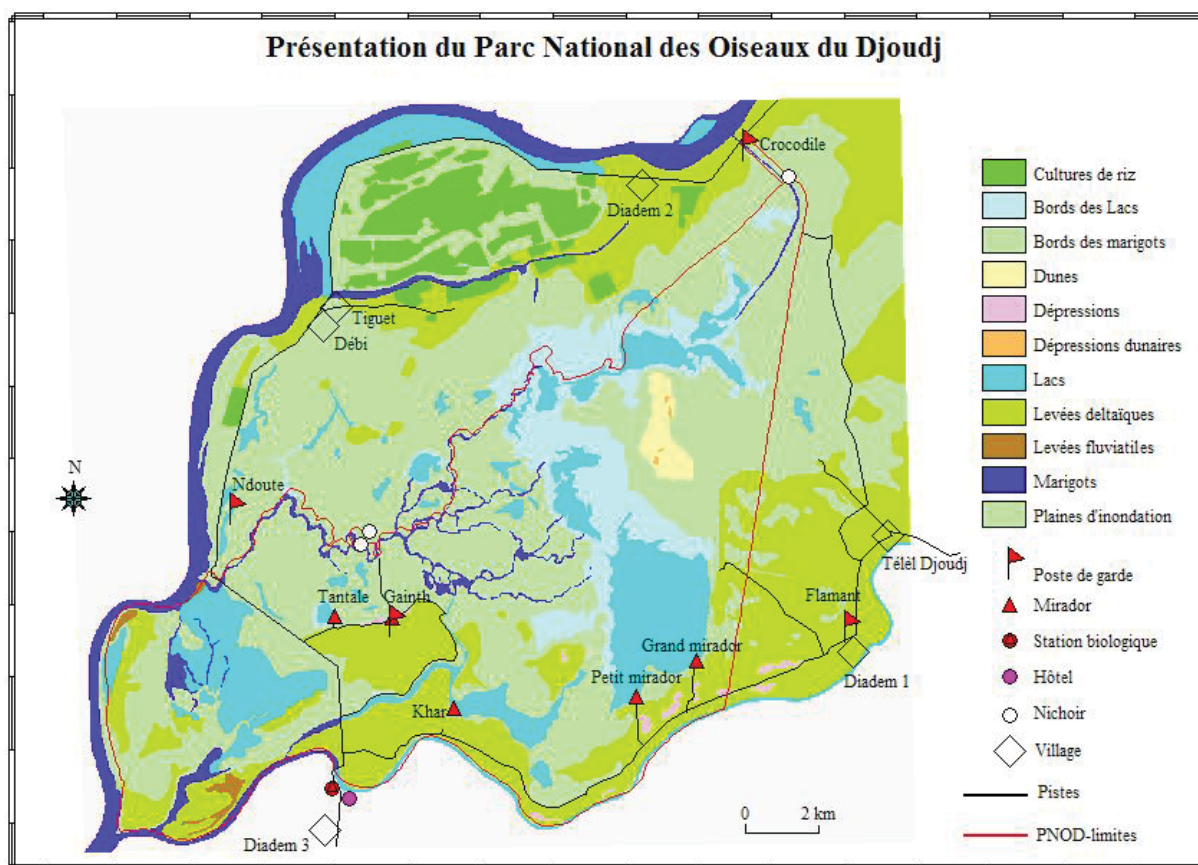 Présentation du Parc National des Oiseaux du Djoudj
Crocodile
Diadem 2
Tiguet
Débi
N
Ndoute
Télél Djoudj
Tantale
Gainth
Flamant
Grand mirador
Petit mirador
Diadem 1
Khar
Diadem 3
0 2 km
Cultures de riz
Bords des Lacs
Bords des marigots
Dunes
Dépressions
Dépressions dunaires
Lacs
Levées deltaïques
Levées fluviatiles
Marigots
Plaines d'inondation
Poste de garde
Mirador
Station biologique
Hôtel
Nichoir
Village
Pistes
PNOD-limites